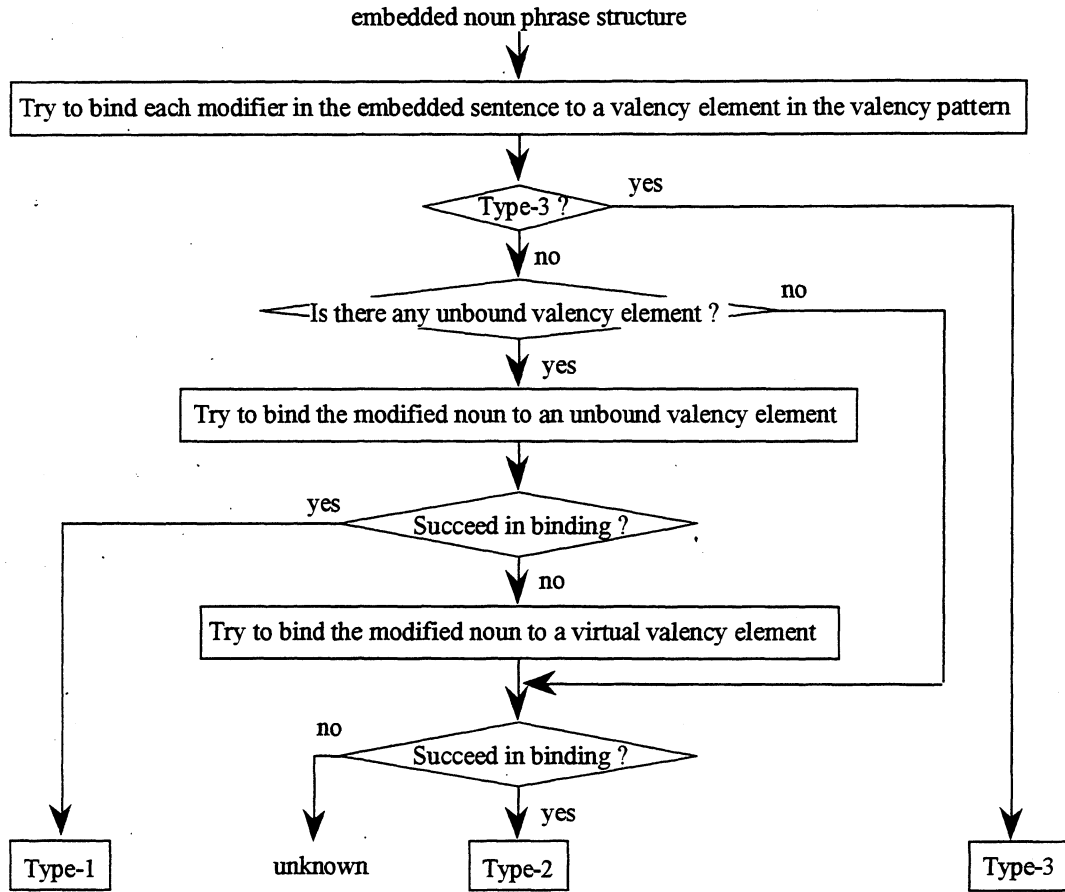 embedded noun phrase structure
Try to bind each modifier in the embedded sentence to a valency element in the valency pattern
yes
Type-3 ?
no
no
Is there any unbound valency element ?
yes
Try to bind the modified noun to an unbound valency element
yes
Succeed in binding ?
no
Try to bind the modified noun to a virtual valency element
no
Succeed in binding ?
yes
Type-1
unknown
Type-2
Type-3